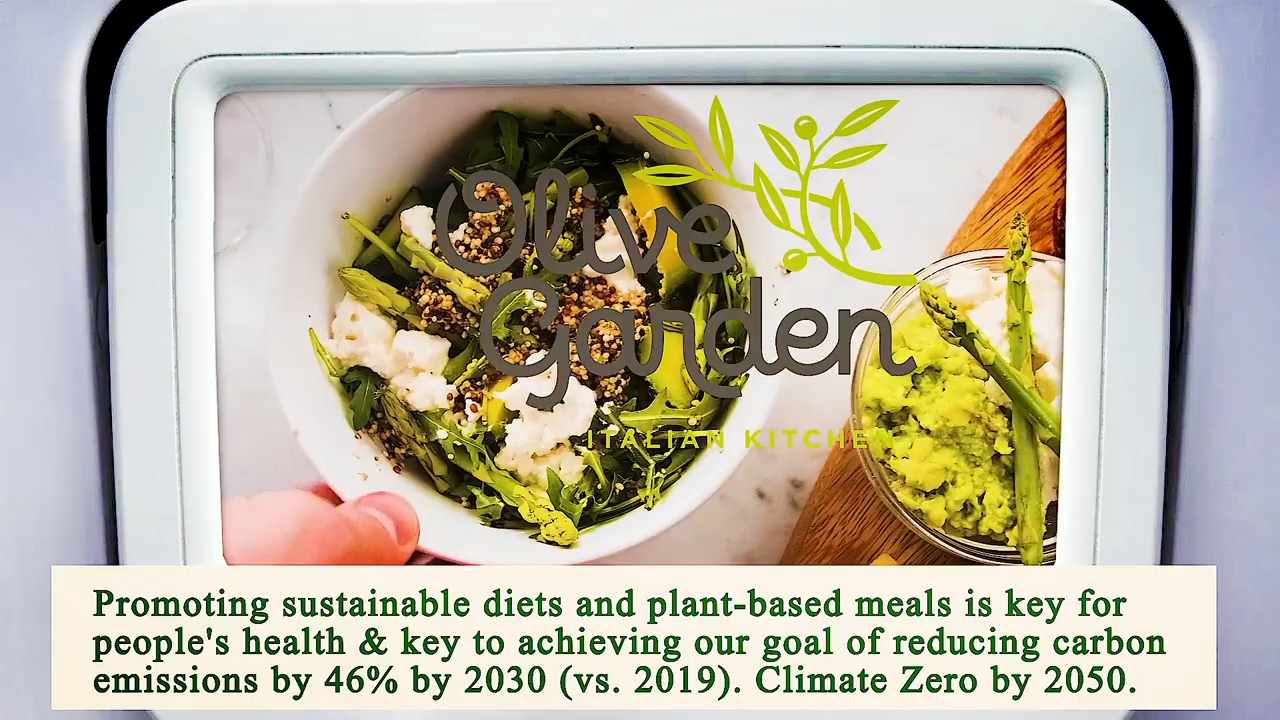 Olive
Garden
ITALIAN KITCHEN
Promoting sustainable diets and plant-based meals is key for
people's health & key to achieving our goal of reducing carbon
emissions by 46% by 2030 (vs. 2019). Climate Zero by 2050.